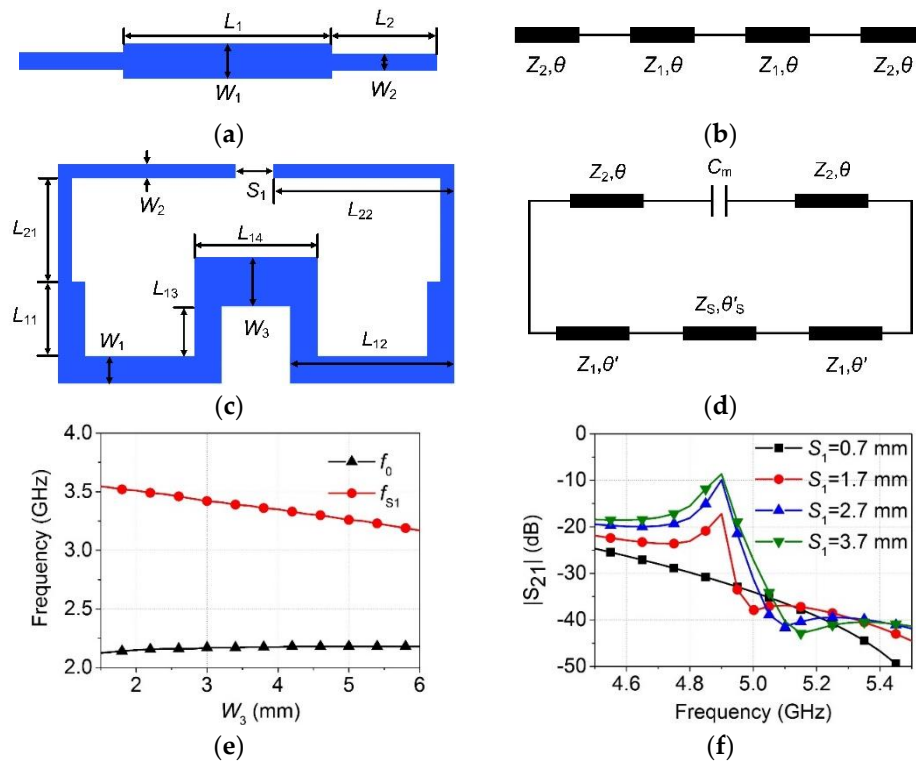 L1
L2
W1
W2
(a)
Z2,θ
Z1,θ
Z1,θ
Z2,θ
(b)
W2
S1
L22
L21
L14
L13
L11
W3
L12
W1
(c)
Z2,θ
Cm
Z2,θ
ZS,θ'S
Z1,θ'
Z1,θ'
(d)
4.0
3.5
3.0
2.5
2.0
Frequency (GHz)
f0
fS1
2
3
4
5
6
W3 (mm)
(e)
0
-10
-20
-30
-40
-50
|S21| (dB)
S1=0.7 mm
S1=1.7 mm
S1=2.7 mm
S1=3.7 mm
4.6
4.8
5.0
5.2
5.4
Frequency (GHz)
(f)